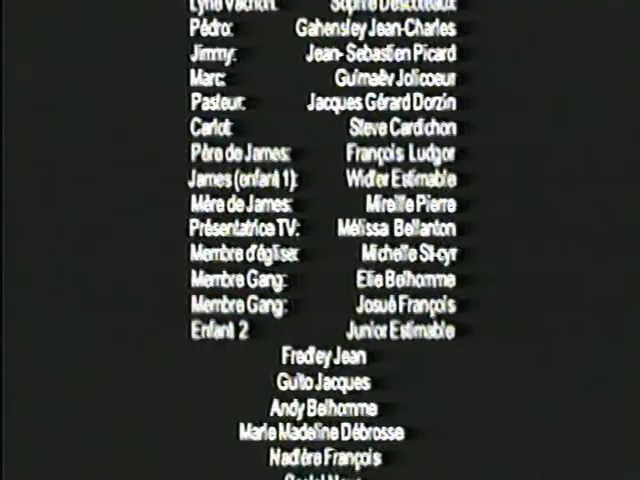 Pédro: Gahensley Jean-Charles
Jimmy: Jean-Sebastien Picard
Marc: Guimaëv Jolicoeur
Pasteur: Jacques Gérard Dorzin
Carlot: Steve Cardichon
Père de James: François Ludgor
James (enfant 1): Widler Estimable
Mère de James: Mireille Pierre
Présentatrice TV: Mélissa Bellanton
Membre d'église: Michelle St-cyr
Membre Gang: Elie Belhomme
Membre Gang: Josué François
Enfant 2 Junior Estimable
Fredley Jean
Guito Jacques
Andy Belhomme
Marie Madeline Débrosse
Nadière François